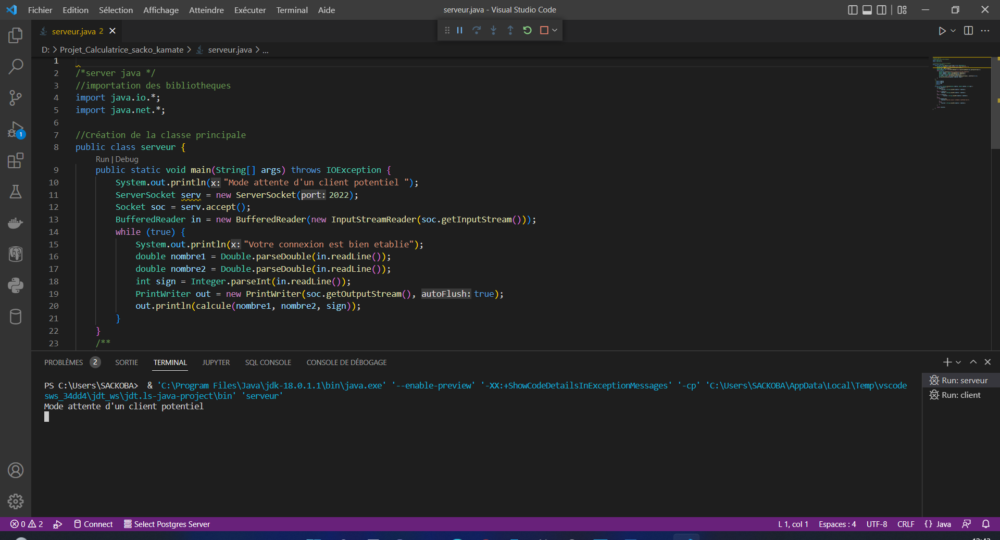 Fichier Edition Sélection Affichage Atteindre Exécuter Terminal Aide
serveur.java - Visual Studio Code
serveur.java 2
D: > Projet_Calculatrice_sacko_kamate > serveur.java > ...
1
2 /*server java */
3 //importation des bibliotheques
4 import java.io.*;
5 import java.net.*;
6
7 //Création de la classe principale
8 public class serveur {
Run | Debug
9 public static void main(String[] args) throws IOException {
10 System.out.println(x: "Mode attente d'un client potentiel ");
11 ServerSocket serv = new ServerSocket(port: 2022);
12 Socket soc = serv.accept();
13 BufferedReader in = new BufferedReader(new InputStreamReader(soc.getInputStream()));
14 while (true) {
15 System.out.println(x: "Votre connexion est bien etablie");
16 double nombre1 = Double.parseDouble(in.readLine());
17 double nombre2 = Double.parseDouble(in.readLine());
18 int sign = Integer.parseInt(in.readLine());
19 PrintWriter out = new PrintWriter(soc.getOutputStream(), autoFlush: true);
20 out.println(calcule(nombre1, nombre2, sign));
21 }
22 }
23 /**
1
PROBLÈMES 2 SORTIE TERMINAL JUPYTER SQL CONSOLE CONSOLE DE DÉBOGAGE
PS C:\Users\SACKOBA>  & 'C:\Program Files\Java\jdk-18.0.1.1\bin\java.exe' '--enable-preview' '-XX:+ShowCodeDetailsInExceptionMessages' '-cp' 'C:\Users\SACKOBA\AppData\Local\Temp\vscode
sws_34dd4\jdt_ws\jdt.ls-java-project\bin' 'serveur'
Mode attente d'un client potentiel
Run: serveur
Run: client
0 2 Connect Select Postgres Server
L 1, col 1 Espaces : 4 UTF-8 CRLF {} Java